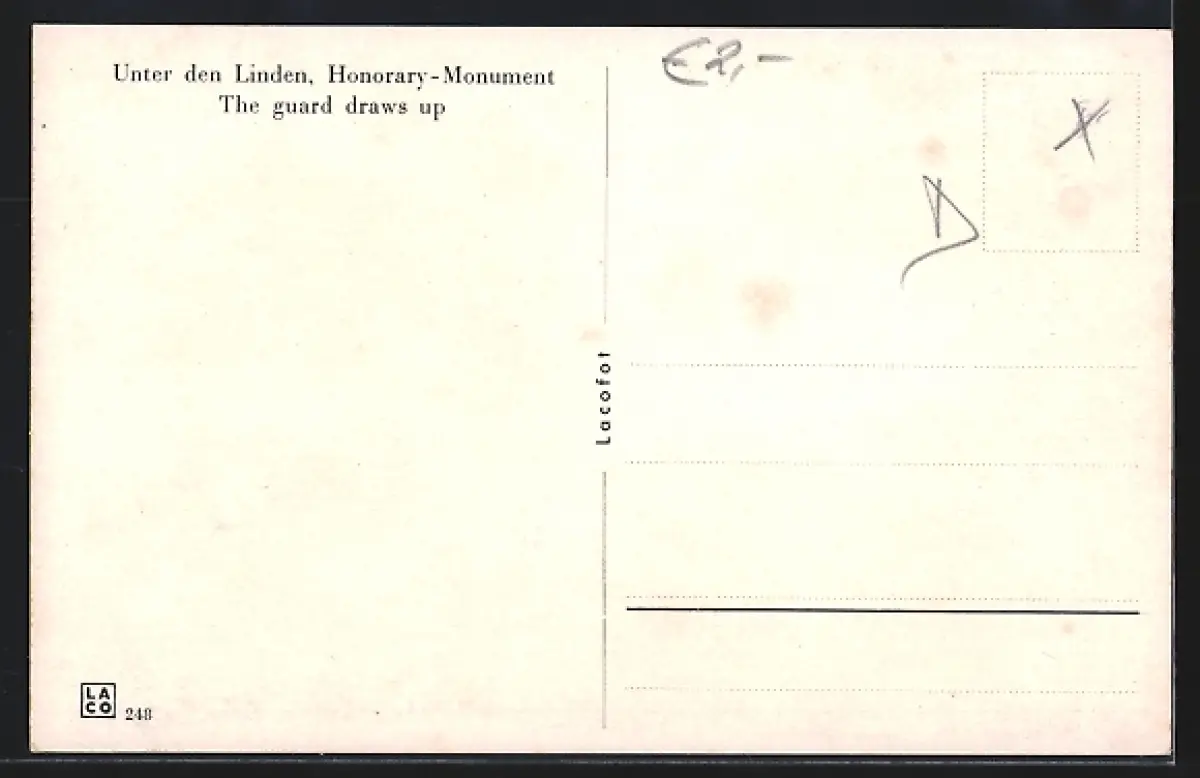 Unter den Linden, Honorary-Monument
The guard draws up
€2,-
X
D
Lacofot
LA
CO
248